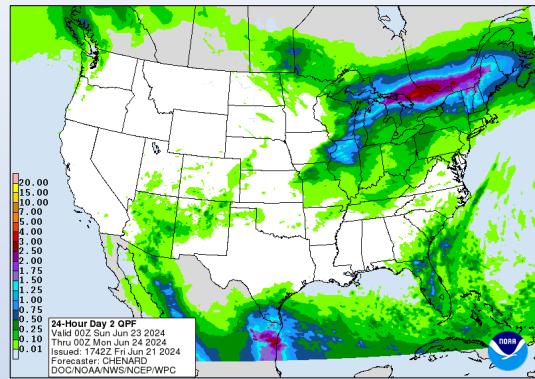 20.00
15.00
10.00
7.00
5.00
4.00
3.00
2.50
2.00
1.75
1.50
1.25
1.00
0.75
0.50
0.25
0.10
0.01
24-Hour Day 2 QPF
Valid 00Z Sun Jun 23 2024
Thru 00Z Mon Jun 24 2024
Issued: 1742Z Fri Jun 21 2024
Forecaster: CHENARD
DOC/NOAA/NWS/NCEP/WPC
NOAA